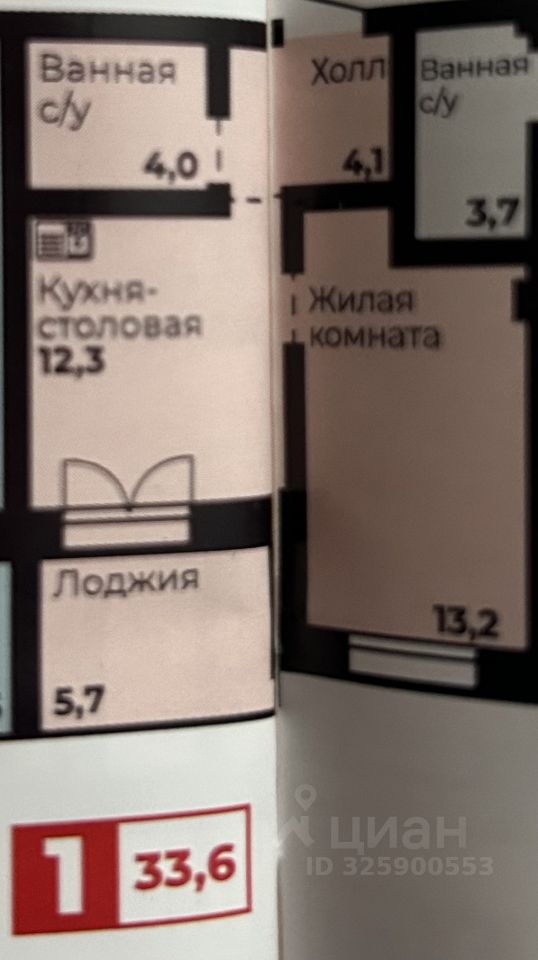 Ванная
с/у
4,0
Холл
4,1
Ванная
с/у
3,7
Кухня-
столовая
12,3
Жилая
комната
13,2
Лоджия
5,7
1 33,6
циан
ID 325900553